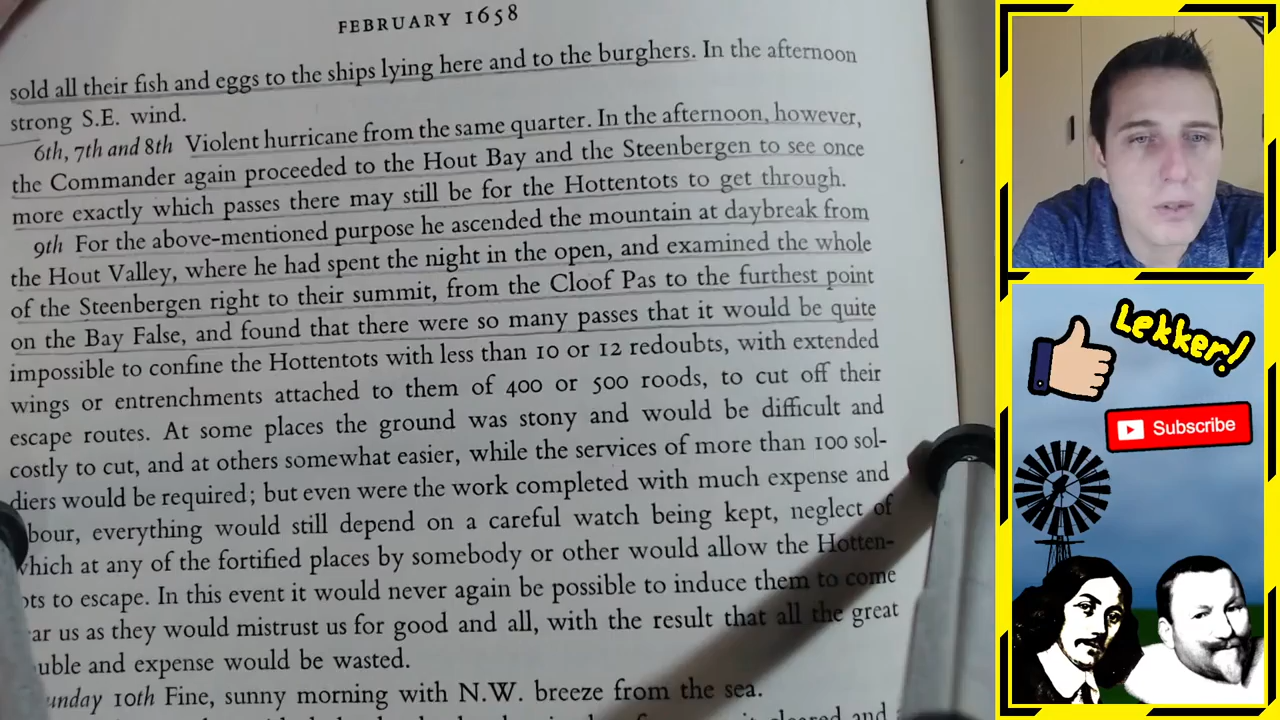 FEBRUARY 1658
sold all their fish and eggs to the ships lying here and to the burghers. In the afternoon
strong S.E. wind.
6th, 7th and 8th Violent hurricane from the same quarter. In the afternoon, however,
the Commander again proceeded to the Hout Bay and the Steenbergen to see once
more exactly which passes there may still be for the Hottentots to get through.
9th For the above-mentioned purpose he ascended the mountain at daybreak from
the Hout Valley, where he had spent the night in the open, and examined the whole
of the Steenbergen right to their summit, from the Cloof Pas to the furthest point
on the Bay False, and found that there were so many passes that it would be quite
impossible to confine the Hottentots with less than 10 or 12 redoubts, with extended
wings or entrenchments attached to them of 400 or 500 roods, to cut off their
escape routes. At some places the ground was stony and would be difficult and
costly to cut, and at others somewhat easier, while the services of more than 100 sol-
diers would be required; but even were the work completed with much expense and
bour, everything would still depend on a careful watch being kept, neglect of
which at any of the fortified places by somebody or other would allow the Hotten-
ots to escape. In this event it would never again be possible to induce them to come
ar us as they would mistrust us for good and all, with the result that all the great
uble and expense would be wasted.
unday 10th Fine, sunny morning with N.W. breeze from the sea.
Lekker!
Subscribe